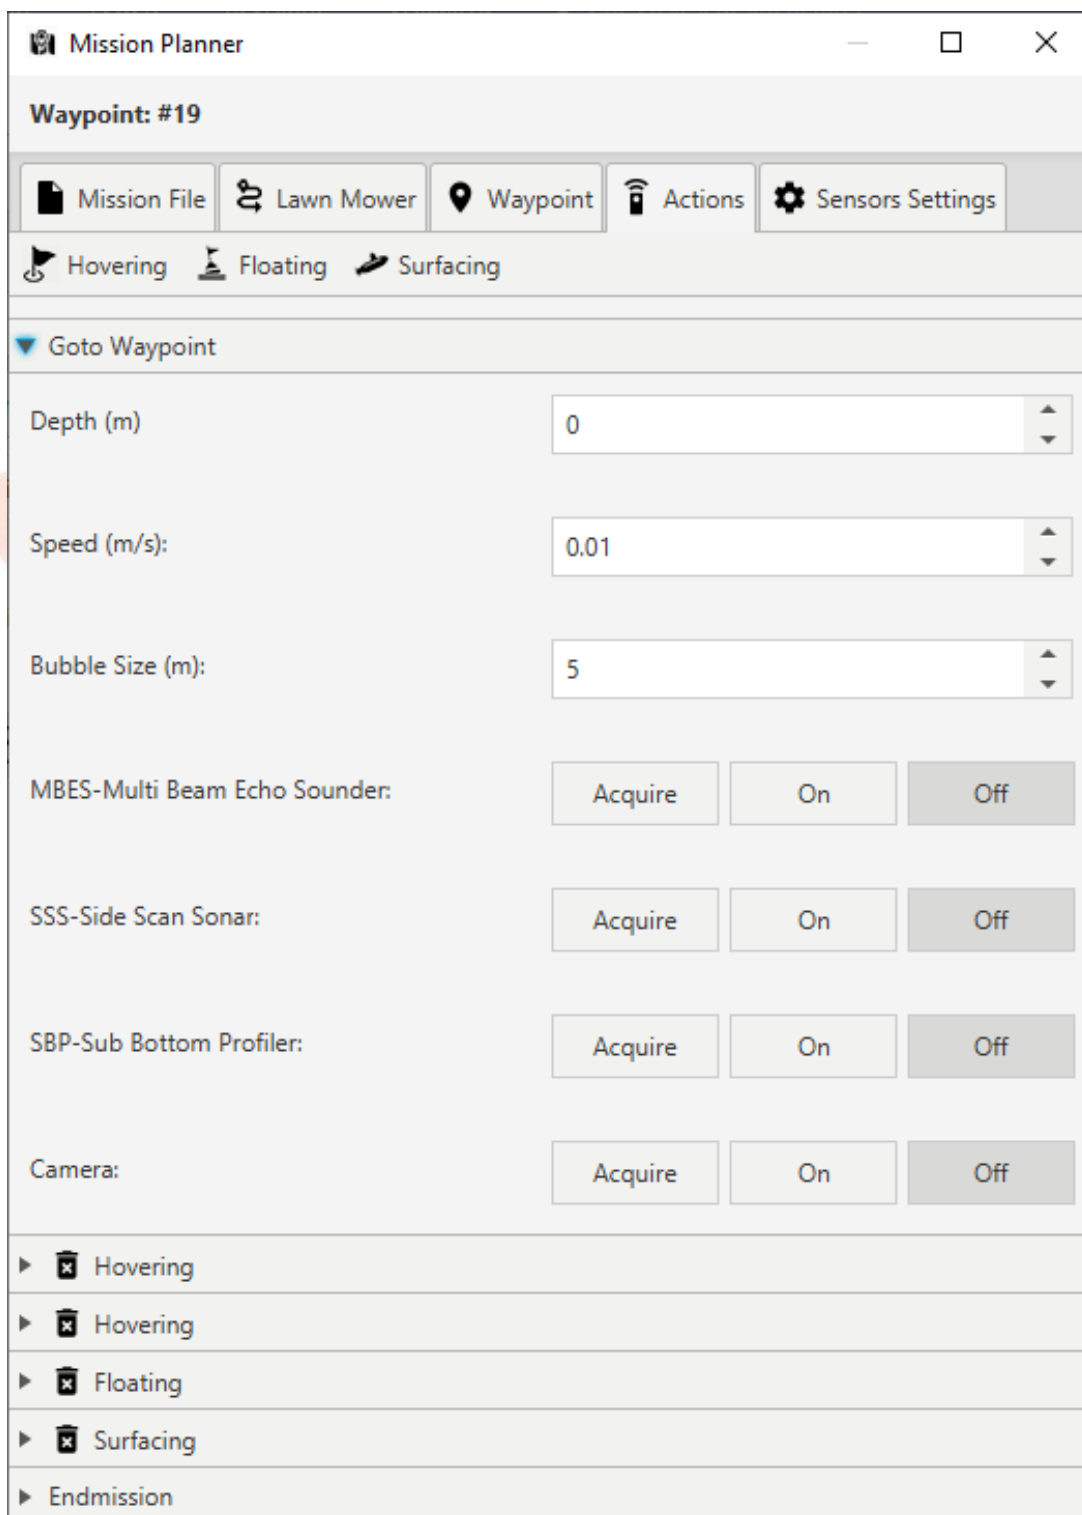 Mission Planner
Waypoint: #19
Mission File Lawn Mower Waypoint Actions Sensors Settings
Hovering Floating Surfacing
Goto Waypoint
Depth (m) 0
Speed (m/s): 0.01
Bubble Size (m): 5
MBES-Multi Beam Echo Sounder: Acquire On Off
SSS-Side Scan Sonar: Acquire On Off
SBP-Sub Bottom Profiler: Acquire On Off
Camera: Acquire On Off
Hovering
Hovering
Floating
Surfacing
Endmission